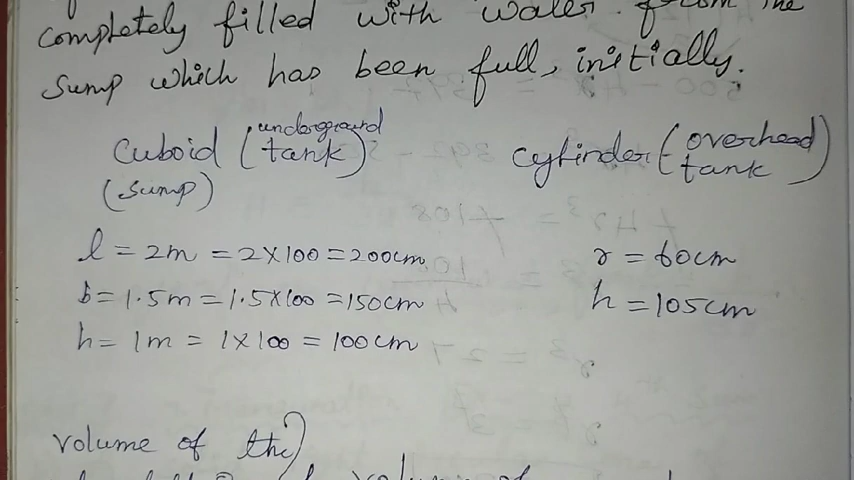 completely filled with water from the
sump which has been full, initially.
cuboid (underground tank)
(sump)
cylinder (overhead tank)
l = 2m = 2×100 = 200cm
b = 1.5m = 1.5×100 = 150cm
h = 1m = 1×100 = 100cm
r = 60cm
h = 105cm
volume of the)
volume of